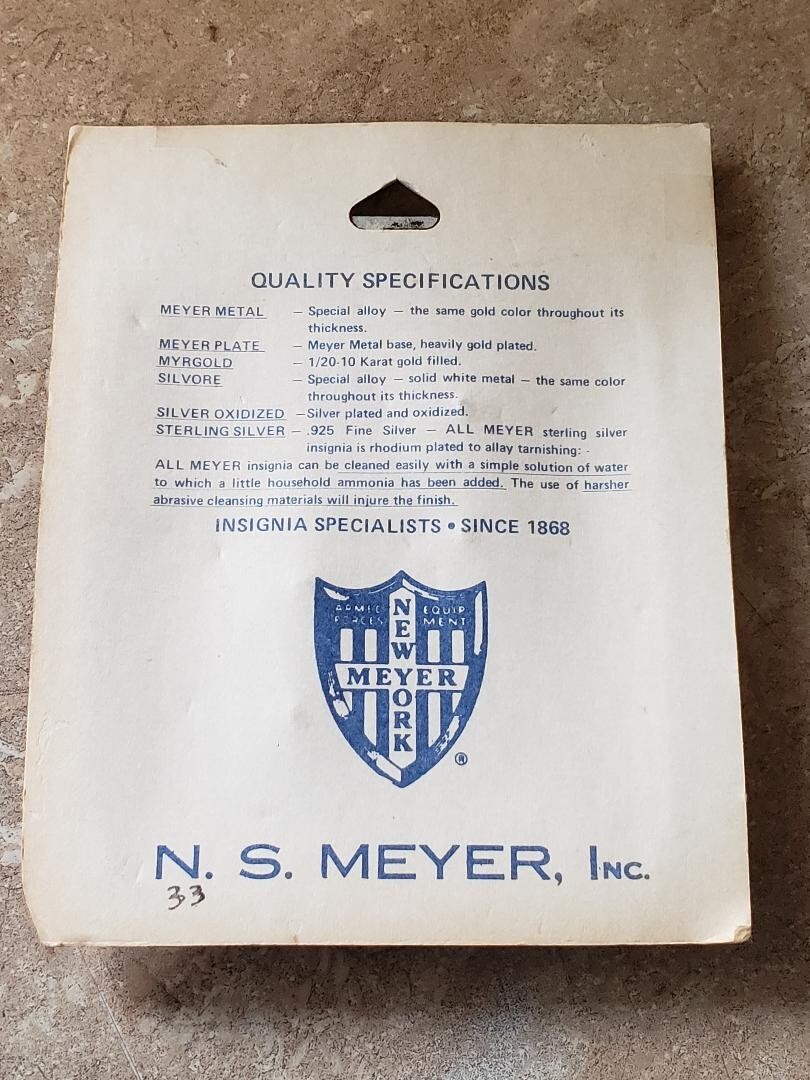 QUALITY SPECIFICATIONS
MEYER METAL — Special alloy — the same gold color throughout its
thickness.
MEYER PLATE — Meyer Metal base, heavily gold plated.
MYRGOLD — 1/20-10 Karat gold filled.
SILVORE — Special alloy — solid white metal — the same color
throughout its thickness.
SILVER OXIDIZED — Silver plated and oxidized.
STERLING SILVER — .925 Fine Silver — ALL MEYER sterling silver
insignia is rhodium plated to allay tarnishing: -
ALL MEYER insignia can be cleaned easily with a simple solution of water
to which a little household ammonia has been added. The use of harsher
abrasive cleansing materials will injure the finish.
INSIGNIA SPECIALISTS • SINCE 1868
ARMED FORCES
EQUIP MENT
NEW YORK
MEYER
®
N. S. MEYER, INC.
33